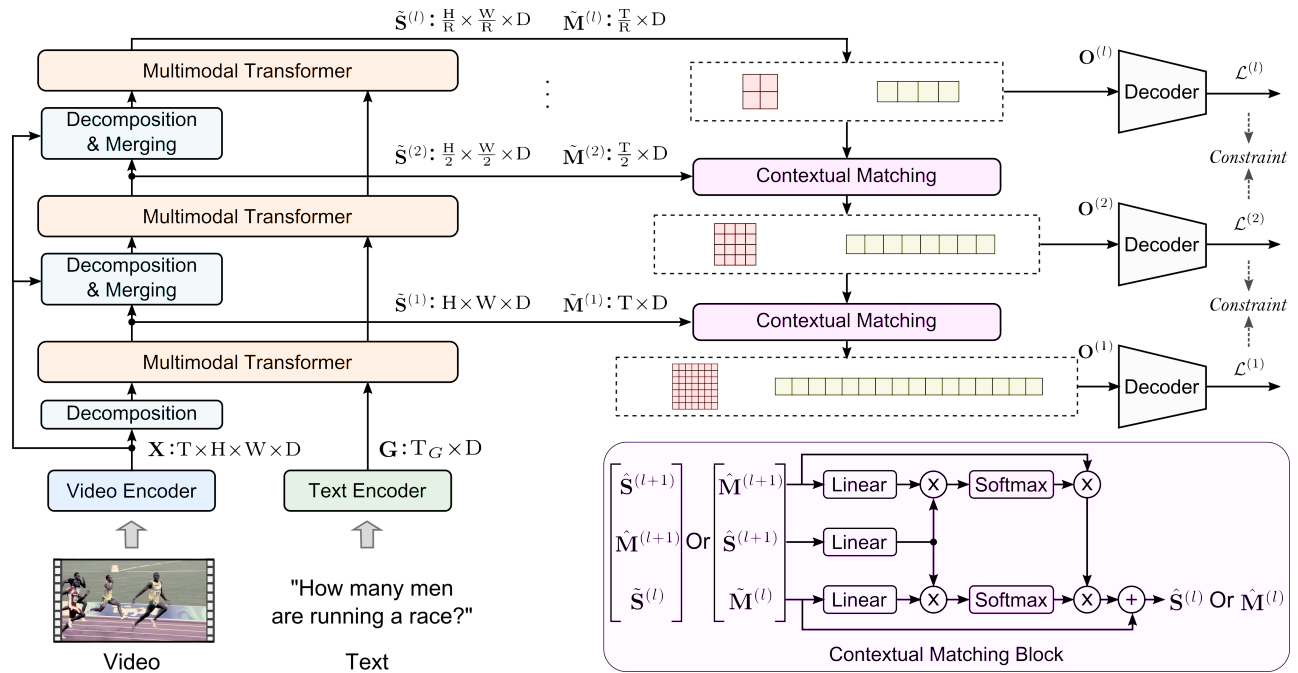 S̃^(l): H/R × W/R × D    M̃^(l): T/R × D
Multimodal Transformer
O^(l)
Decoder
ℒ^(l)
Decomposition
& Merging
S̃^(2): H/2 × W/2 × D    M̃^(2): T/2 × D
Constraint
Contextual Matching
Multimodal Transformer
O^(2)
Decoder
ℒ^(2)
Decomposition
& Merging
S̃^(1): H×W×D    M̃^(1): T×D
Constraint
Contextual Matching
Multimodal Transformer
O^(1)
Decoder
ℒ^(1)
Decomposition
X: T×H×W×D
G: T_G×D
Video Encoder
Text Encoder
"How many men
are running a race?"
Video
Text
Ŝ^(l+1)
M̂^(l+1)
S̃^(l)
Or
M̂^(l+1)
Ŝ^(l+1)
M̃^(l)
Linear
x
Softmax
x
Linear
Linear
x
Softmax
x
+
Ŝ^(l) Or M̂^(l)
Contextual Matching Block